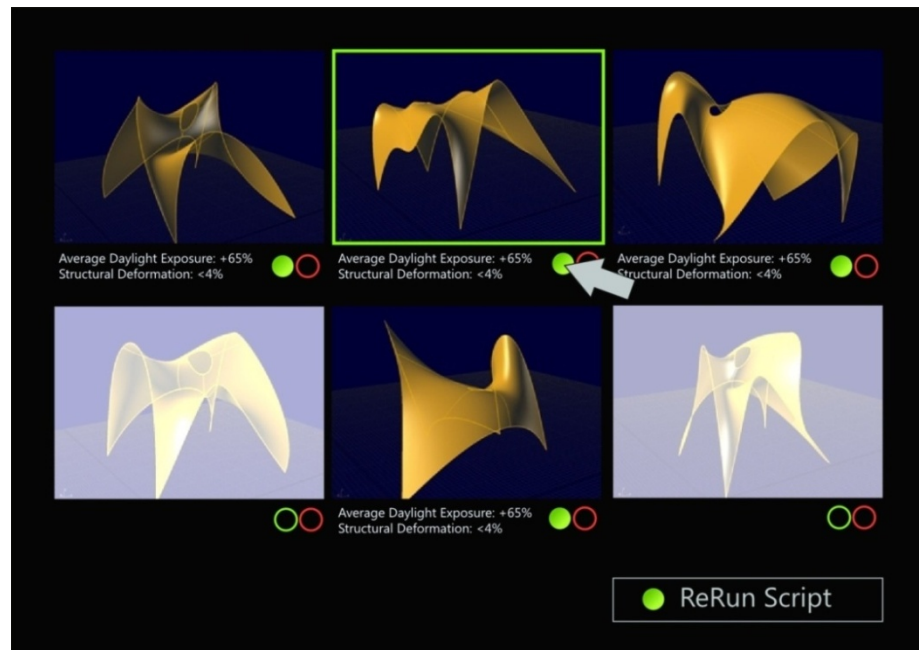 Average Daylight Exposure: +65%
Structural Deformation: <4%
Average Daylight Exposure: +65%
Structural Deformation: <4%
Average Daylight Exposure: +65%
Structural Deformation: <4%
Average Daylight Exposure: +65%
Structural Deformation: <4%
ReRun Script